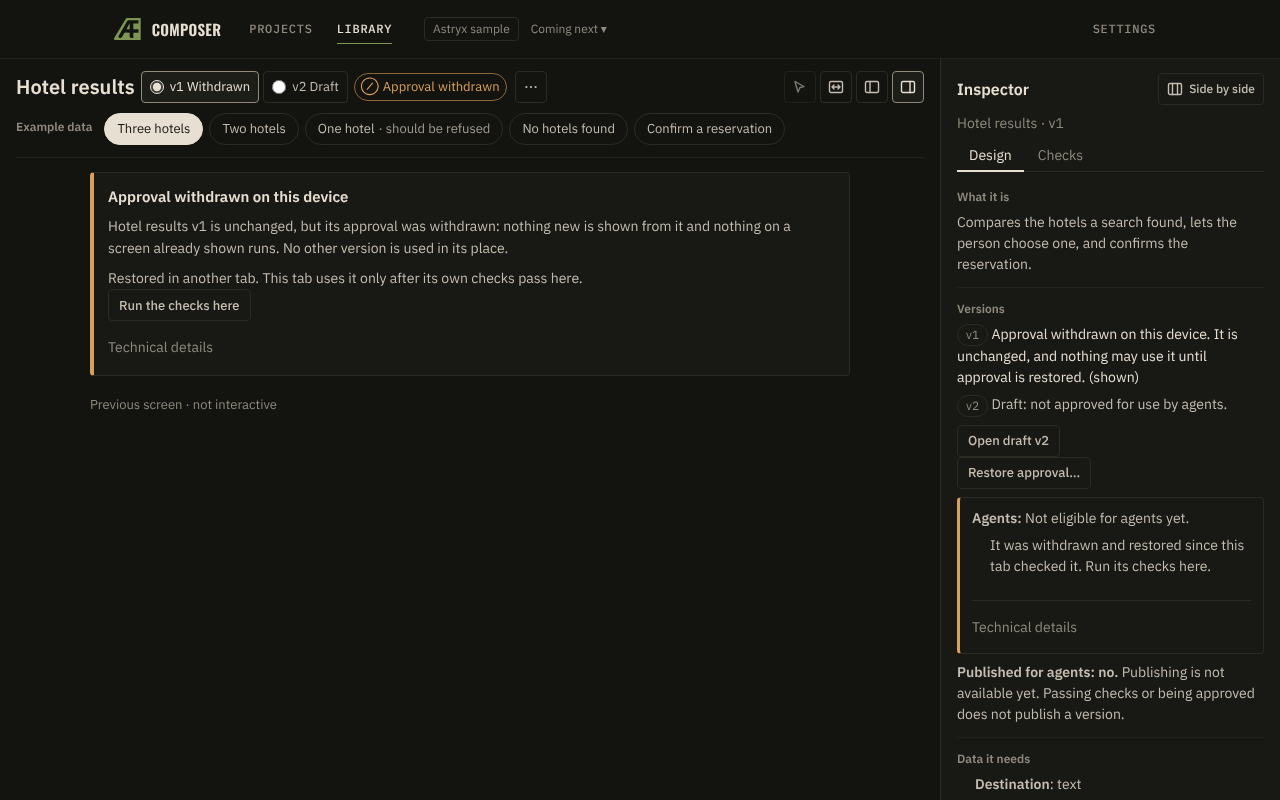 COMPOSER
PROJECTS
LIBRARY
Astryx sample
Coming next ▾
SETTINGS
Hotel results
v1 Withdrawn
v2 Draft
Approval withdrawn
...
Example data
Three hotels
Two hotels
One hotel · should be refused
No hotels found
Confirm a reservation
Approval withdrawn on this device
Hotel results v1 is unchanged, but its approval was withdrawn: nothing new is shown from it and nothing on a
screen already shown runs. No other version is used in its place.
Restored in another tab. This tab uses it only after its own checks pass here.
Run the checks here
Technical details
Previous screen · not interactive
Inspector
Side by side
Hotel results · v1
Design
Checks
What it is
Compares the hotels a search found, lets the
person choose one, and confirms the
reservation.
Versions
v1 Approval withdrawn on this device. It is
unchanged, and nothing may use it until
approval is restored. (shown)
v2 Draft: not approved for use by agents.
Open draft v2
Restore approval...
Agents: Not eligible for agents yet.
It was withdrawn and restored since this
tab checked it. Run its checks here.
Technical details
Published for agents: no. Publishing is not
available yet. Passing checks or being approved
does not publish a version.
Data it needs
Destination: text